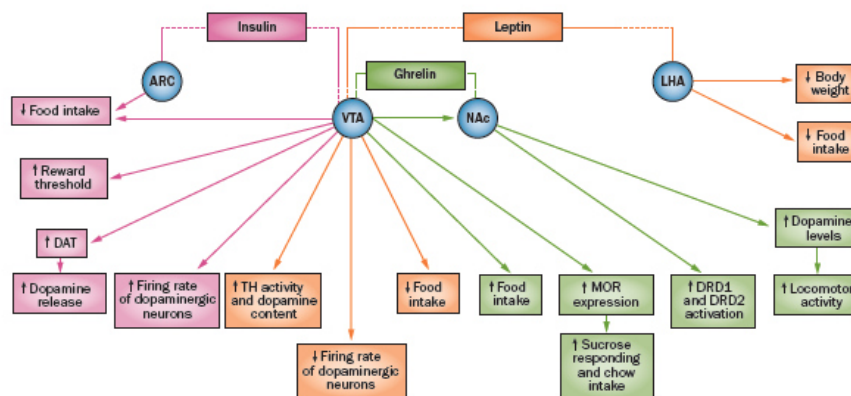 Insulin
Leptin
Ghrelin
ARC
LHA
VTA
NAc
↓ Food intake
↓ Body
weight
↓ Food
intake
↑ Reward
threshold
↑ DAT
↑ Dopamine
levels
↑ Dopamine
release
↑ Firing rate
of dopaminergic
neurons
↑ TH activity
and dopamine
content
↓ Food
intake
↑ Food
intake
↑ MOR
expression
↑ DRD1
and DRD2
activation
↑ Locomotor
activity
↓ Firing rate
of dopaminergic
neurons
↑ Sucrose
responding
and chow
intake